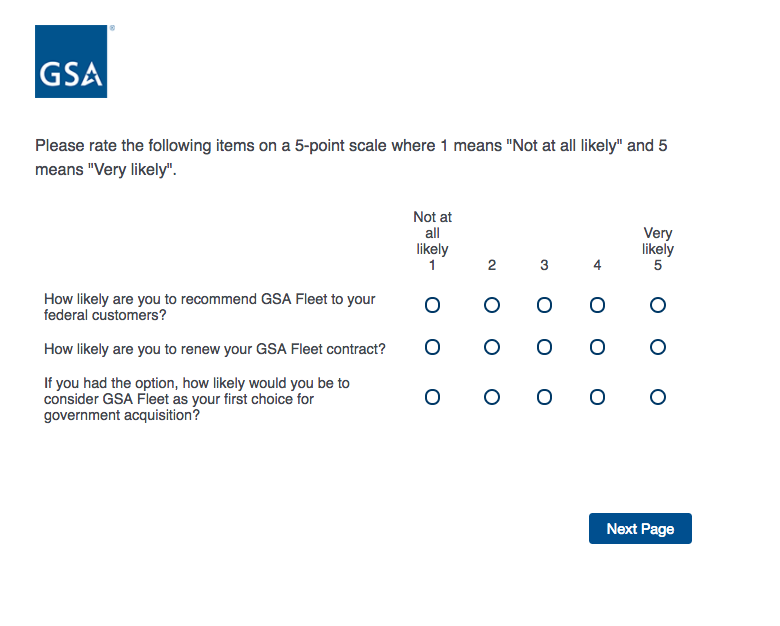 GSA
Please rate the following items on a 5-point scale where 1 means "Not at all likely" and 5
means "Very likely".
Not at
all
likely
1
2
3
4
Very
likely
5
How likely are you to recommend GSA Fleet to your
federal customers?
How likely are you to renew your GSA Fleet contract?
If you had the option, how likely would you be to
consider GSA Fleet as your first choice for
government acquisition?
Next Page